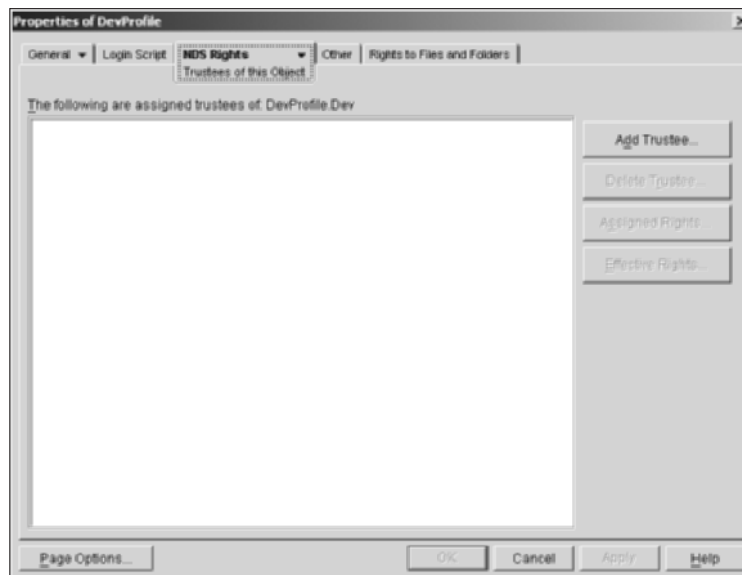 Properties of DevProfile
General Login Script NDS Rights Other Rights to Files and Folders
Trustees of this Object
The following are assigned trustees of: DevProfile.Dev
Add Trustee...
Delete Trustee...
Assigned Rights...
Effective Rights...
Page Options... OK Cancel Apply Help